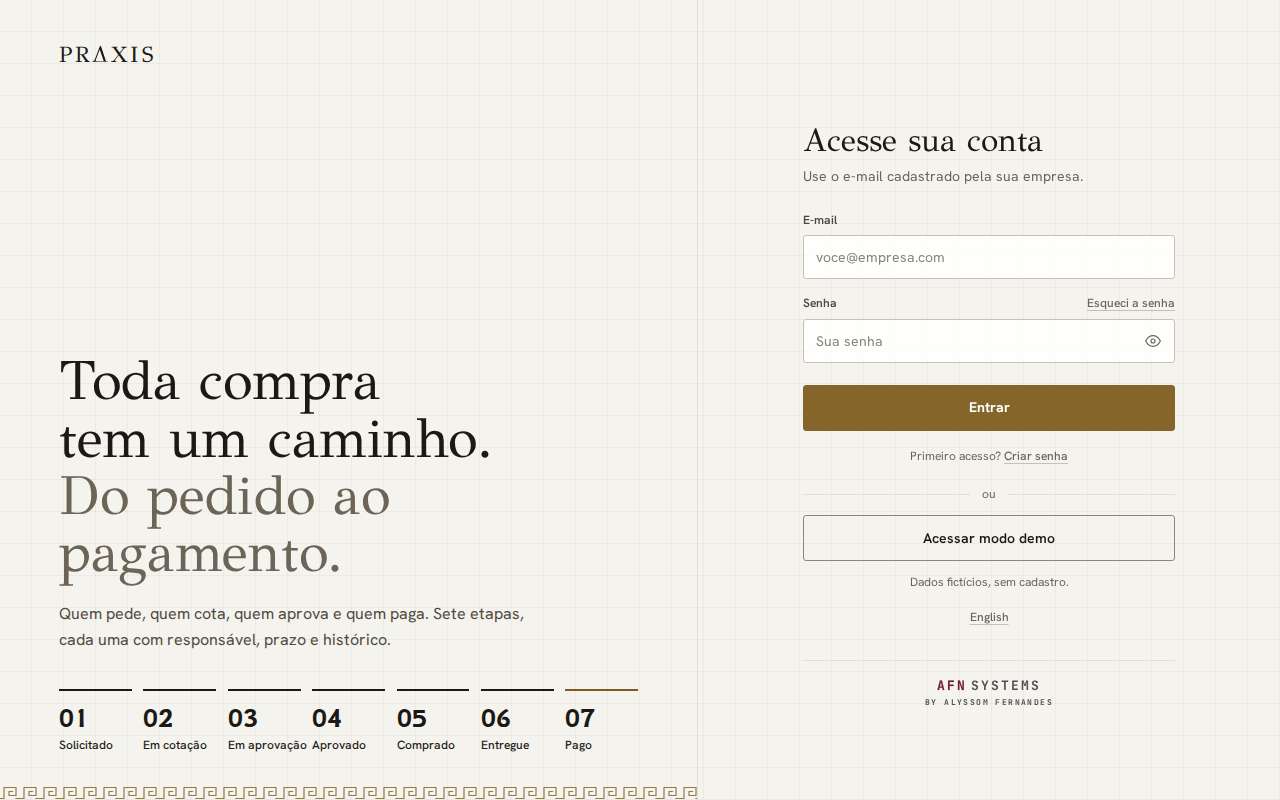 PRΛXIS
Toda compra
tem um caminho.
Do pedido ao
pagamento.
Quem pede, quem cota, quem aprova e quem paga. Sete etapas,
cada uma com responsável, prazo e histórico.
01 02 03 04 05 06 07
Solicitado Em cotação Em aprovação Aprovado Comprado Entregue Pago
Acesse sua conta
Use o e-mail cadastrado pela sua empresa.
E-mail
voce@empresa.com
Senha Esqueci a senha
Sua senha
Entrar
Primeiro acesso? Criar senha
ou
Acessar modo demo
Dados fictícios, sem cadastro.
English
AFN SYSTEMS
BY ALYSSOM FERNANDES